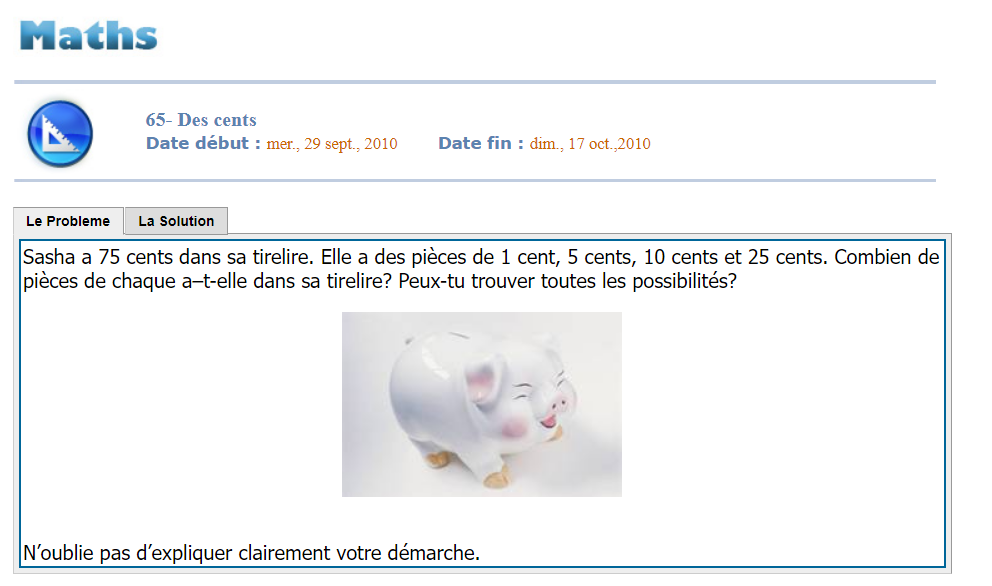 Maths
65- Des cents
Date début : mer., 29 sept., 2010 Date fin : dim., 17 oct.,2010
Le Probleme La Solution
Sasha a 75 cents dans sa tirelire. Elle a des pièces de 1 cent, 5 cents, 10 cents et 25 cents. Combien de
pièces de chaque a–t-elle dans sa tirelire? Peux-tu trouver toutes les possibilités?
N’oublie pas d’expliquer clairement votre démarche.